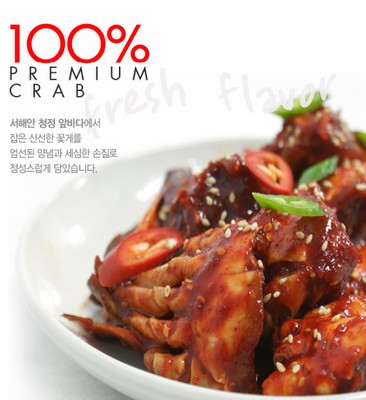 100%
PREMIUM
CRAB
fresh flavor
서해안 청정 앞바다에서
잡은 신선한 꽃게를
엄선된 양념과 세심한 손질로
정성스럽게 담았습니다.